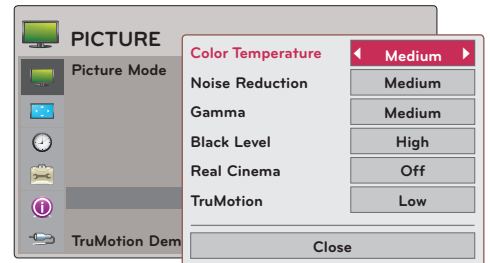 PICTURE
Picture Mode
TruMotion Dem
Color Temperature Medium
Noise Reduction Medium
Gamma Medium
Black Level High
Real Cinema Off
TruMotion Low
Close